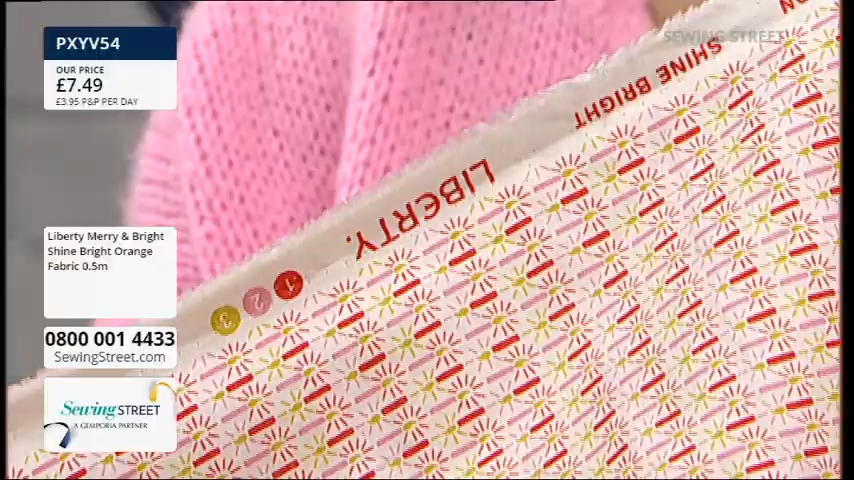 PXYV54
OUR PRICE
£7.49
£3.95 P&P PER DAY
Liberty Merry & Bright
Shine Bright Orange
Fabric 0.5m
0800 001 4433
SewingStreet.com
Sewing STREET
A GEMPORIA PARTNER
SEWING STREET
SHINE BRIGHT
LIBERTY.
1
2
3